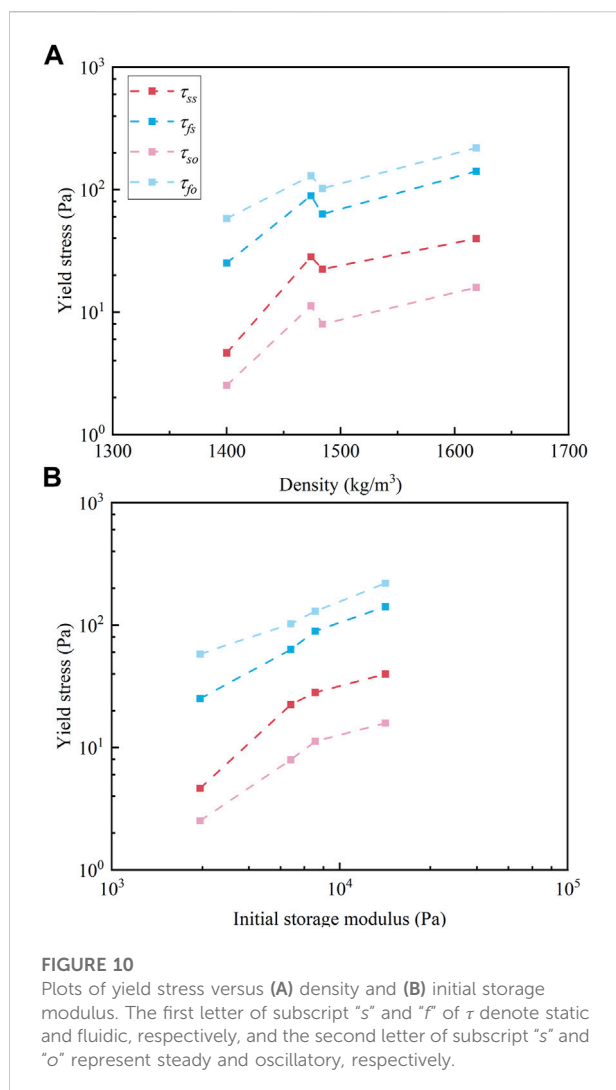 A
10³
10²
10¹
10⁰
Yield stress (Pa)
τss
τfs
τso
τfo
1300 1400 1500 1600 1700
Density (kg/m³)
B
10³
10²
10¹
10⁰
Yield stress (Pa)
10³ 10⁴ 10⁵
Initial storage modulus (Pa)
FIGURE 10
Plots of yield stress versus (A) density and (B) initial storage
modulus. The first letter of subscript “s” and “f” of τ denote static
and fluidic, respectively, and the second letter of subscript “s” and
“o” represent steady and oscillatory, respectively.